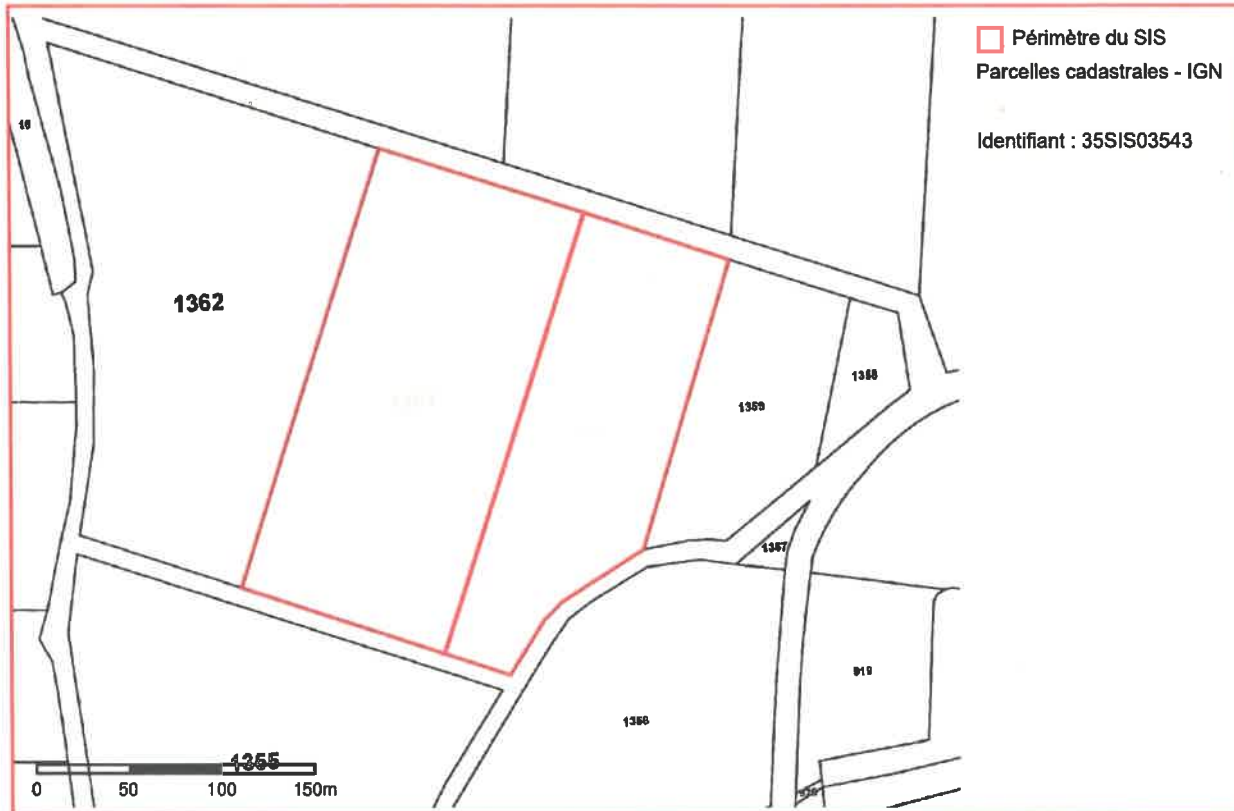 Périmètre du SIS
Parcelles cadastrales - IGN
Identifiant : 35SIS03543
1362
1358
1359
1357
919
1356
1355
0 50 100 150m